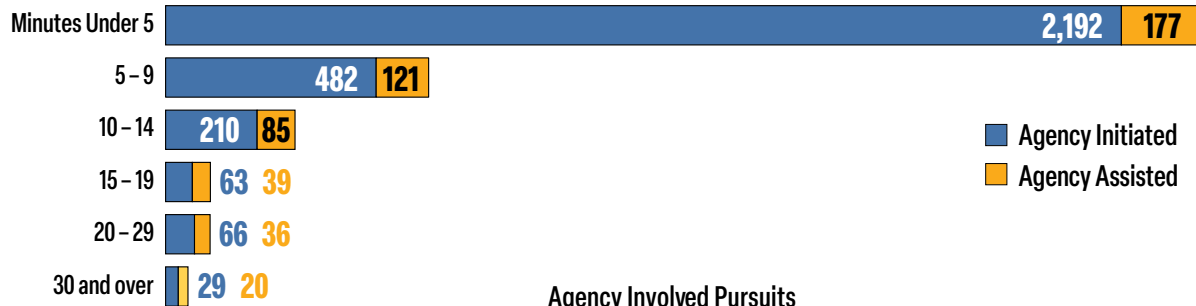 Minutes Under 5 2,192 177
5 – 9 482 121
10 – 14 210 85
Agency Initiated
15 – 19 63 39
Agency Assisted
20 – 29 66 36
30 and over 29 20
Agency Involved Pursuits